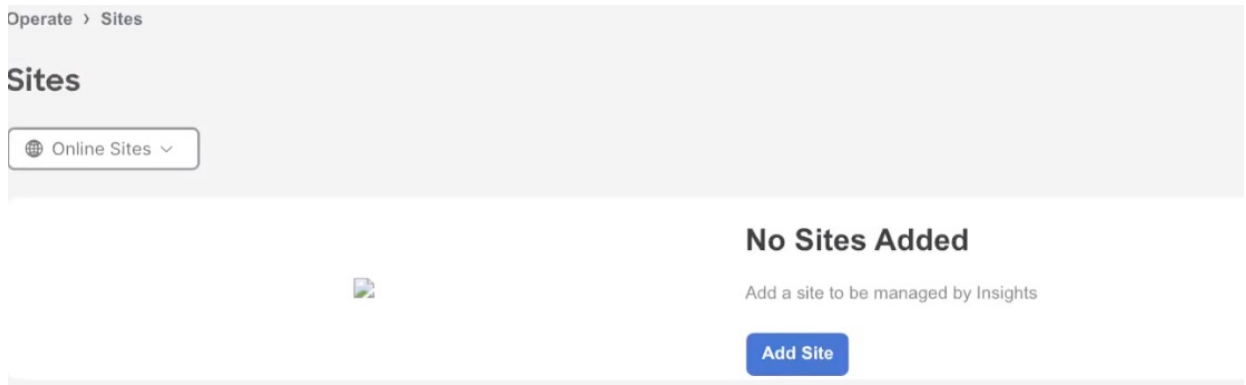 Operate > Sites
Sites
Online Sites
No Sites Added
Add a site to be managed by Insights
Add Site